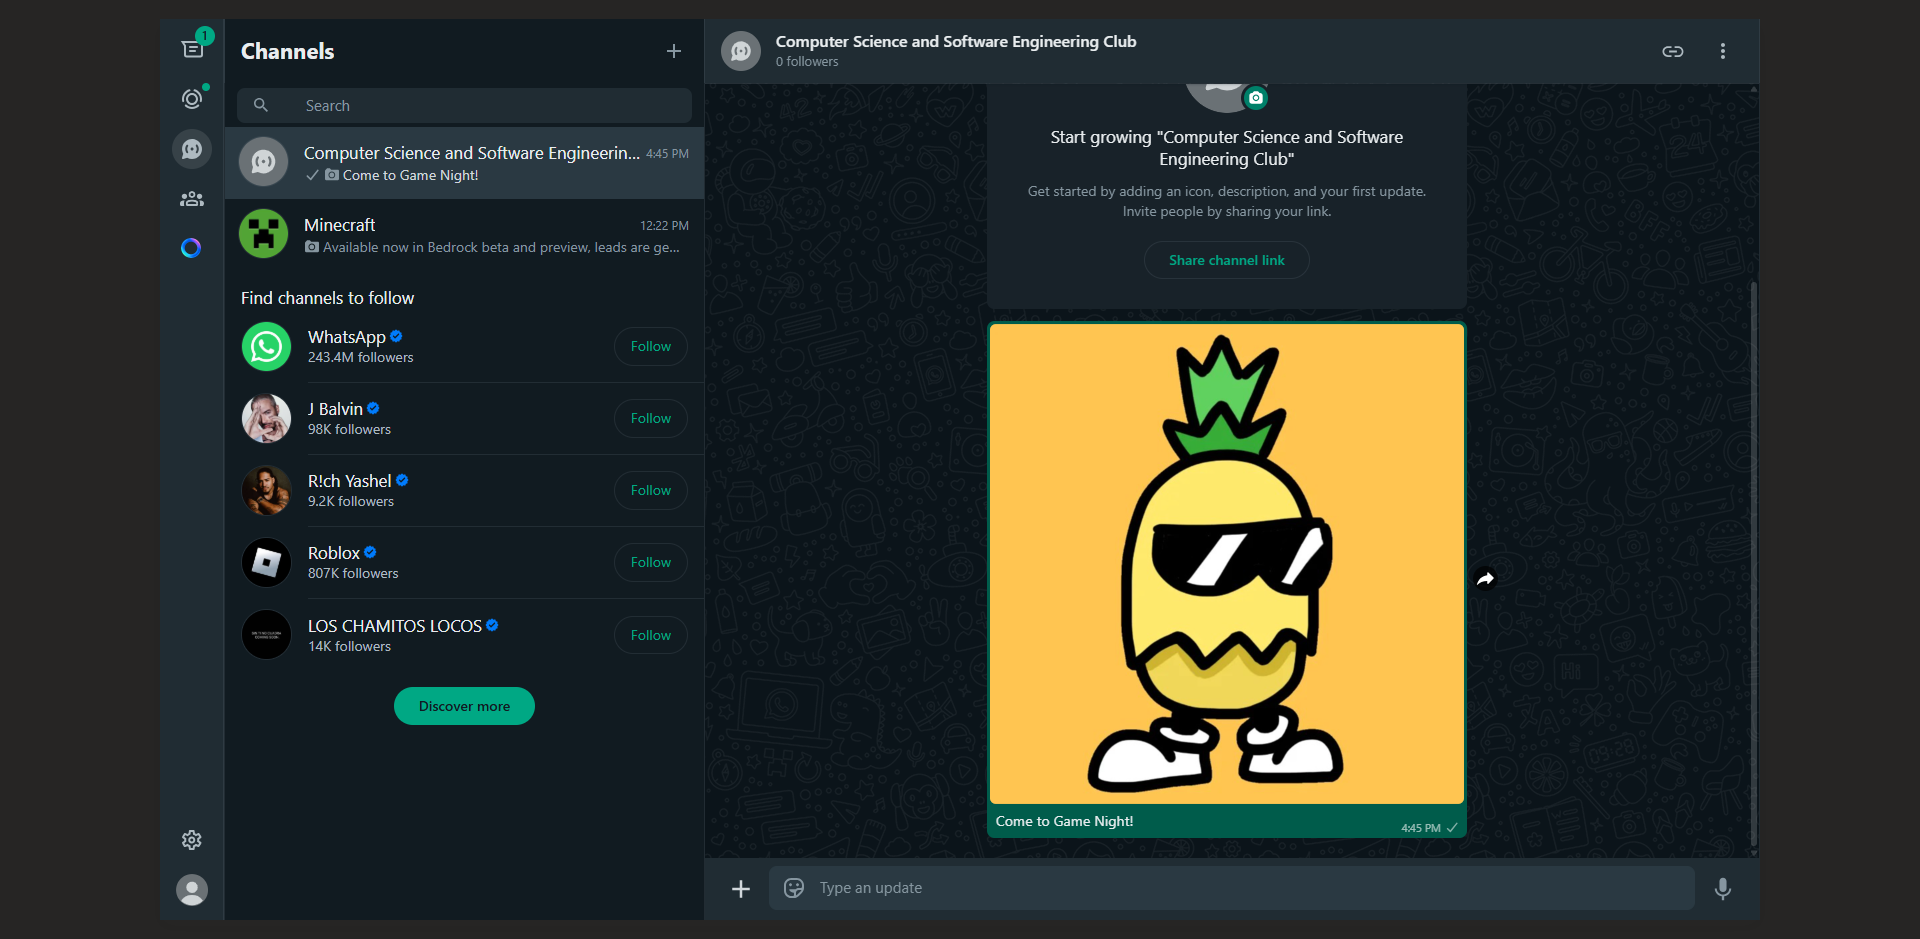 1
Channels
Search
Computer Science and Software Engineerin... 4:45 PM
Come to Game Night!
Minecraft 12:22 PM
Available now in Bedrock beta and preview, leads are ge...
Find channels to follow
WhatsApp
243.4M followers
Follow
J Balvin
98K followers
Follow
R!ch Yashel
9.2K followers
Follow
Roblox
807K followers
Follow
LOS CHAMITOS LOCOS
14K followers
Follow
Discover more
Computer Science and Software Engineering Club
0 followers
Start growing "Computer Science and Software
Engineering Club"
Get started by adding an icon, description, and your first update.
Invite people by sharing your link.
Share channel link
Come to Game Night!
4:45 PM
Type an update